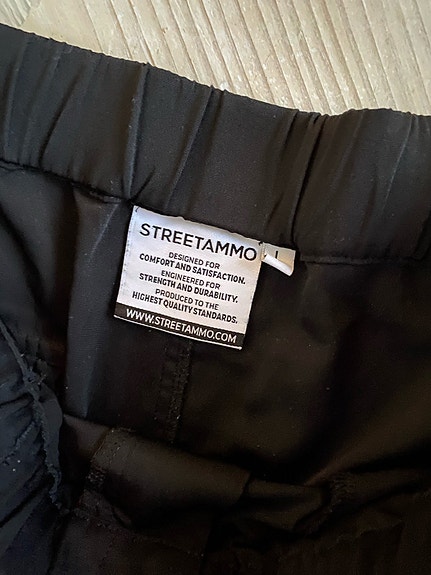 STREETAMMO
DESIGNED FOR
COMFORT AND SATISFACTION.
ENGINEERED FOR
STRENGTH AND DURABILITY.
PRODUCED TO THE
HIGHEST QUALITY STANDARDS.
WWW.STREETAMMO.COM